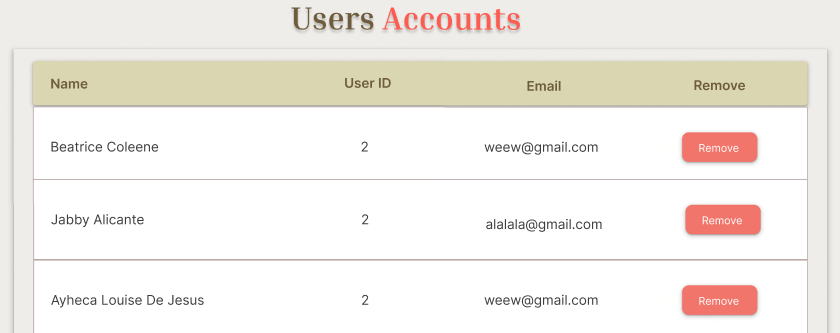 Users Accounts
Name User ID Email Remove
Beatrice Coleene 2 weew@gmail.com Remove
Jabby Alicante 2 alalala@gmail.com Remove
Ayheca Louise De Jesus 2 weew@gmail.com Remove